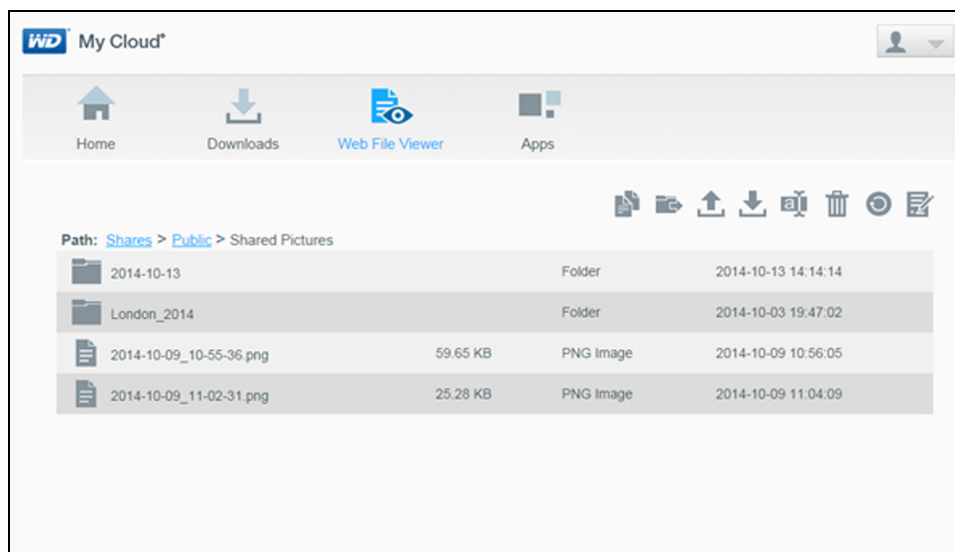 WD My Cloud®
Home Downloads Web File Viewer Apps
Path: Shares > Public > Shared Pictures
2014-10-13 Folder 2014-10-13 14:14:14
London_2014 Folder 2014-10-03 19:47:02
2014-10-09_10-55-36.png 59.65 KB PNG Image 2014-10-09 10:56:05
2014-10-09_11-02-31.png 25.28 KB PNG Image 2014-10-09 11:04:09